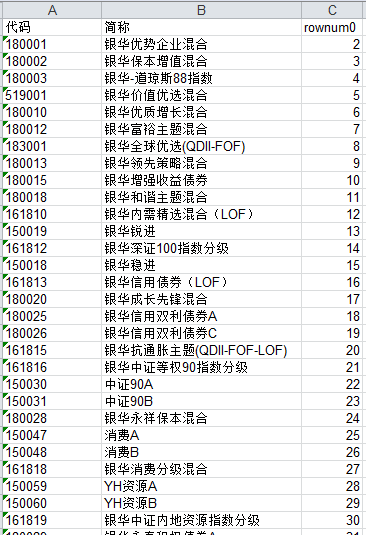 A B C
代码 简称 rownum0
180001 银华优势企业混合 2
180002 银华保本增值混合 3
180003 银华-道琼斯88指数 4
519001 银华价值优选混合 5
180010 银华优质增长混合 6
180012 银华富裕主题混合 7
183001 银华全球优选(QDII-FOF) 8
180013 银华领先策略混合 9
180015 银华增强收益债券 10
180018 银华和谐主题混合 11
161810 银华内需精选混合（LOF） 12
150019 银华锐进 13
161812 银华深证100指数分级 14
150018 银华稳进 15
161813 银华信用债券（LOF） 16
180020 银华成长先锋混合 17
180025 银华信用双利债券A 18
180026 银华信用双利债券C 19
161815 银华抗通胀主题(QDII-FOF-LOF) 20
161816 银华中证等权90指数分级 21
150030 中证90A 22
150031 中证90B 23
180028 银华永祥保本混合 24
150047 消费A 25
150048 消费B 26
161818 银华消费分级混合 27
150059 YH资源A 28
150060 YH资源B 29
161819 银华中证内地资源指数分级 30